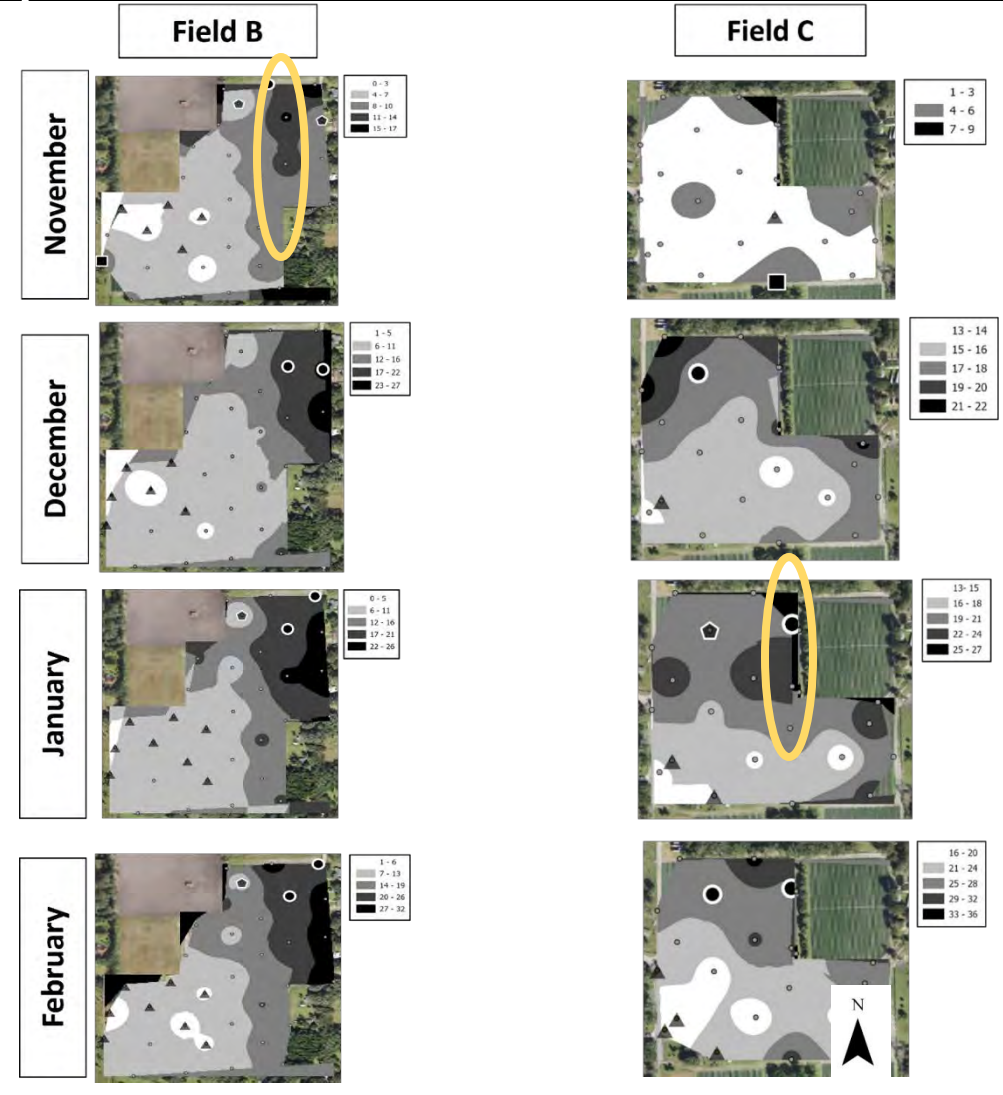 Field B
Field C
November
0 - 3
4 - 7
8 - 10
11 - 14
15 - 17
1 - 3
4 - 6
7 - 9
December
1 - 5
6 - 11
12 - 16
17 - 22
23 - 27
13 - 14
15 - 16
17 - 18
19 - 20
21 - 22
January
0 - 5
6 - 11
12 - 16
17 - 21
22 - 26
13- 15
16 - 18
19 - 21
22 - 24
25 - 27
February
1 - 6
7 - 13
14 - 19
20 - 26
27 - 32
16 - 20
21 - 24
25 - 28
29 - 32
33 - 36
N